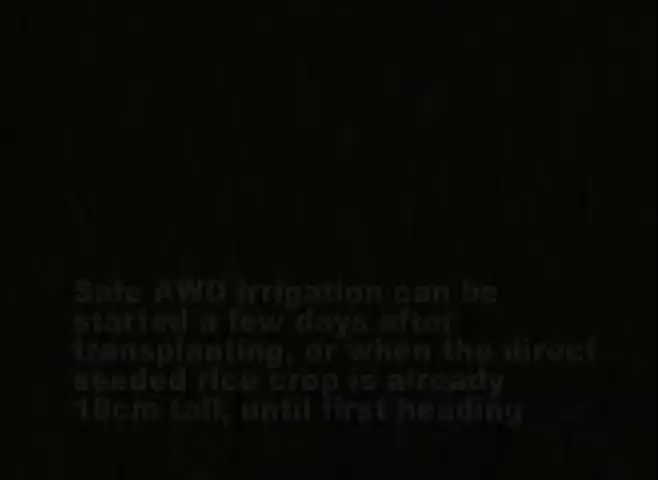 Safe AWD irrigation can be
started a few days after
transplanting, or when the direct
seeded rice crop is already
10cm tall, until first heading